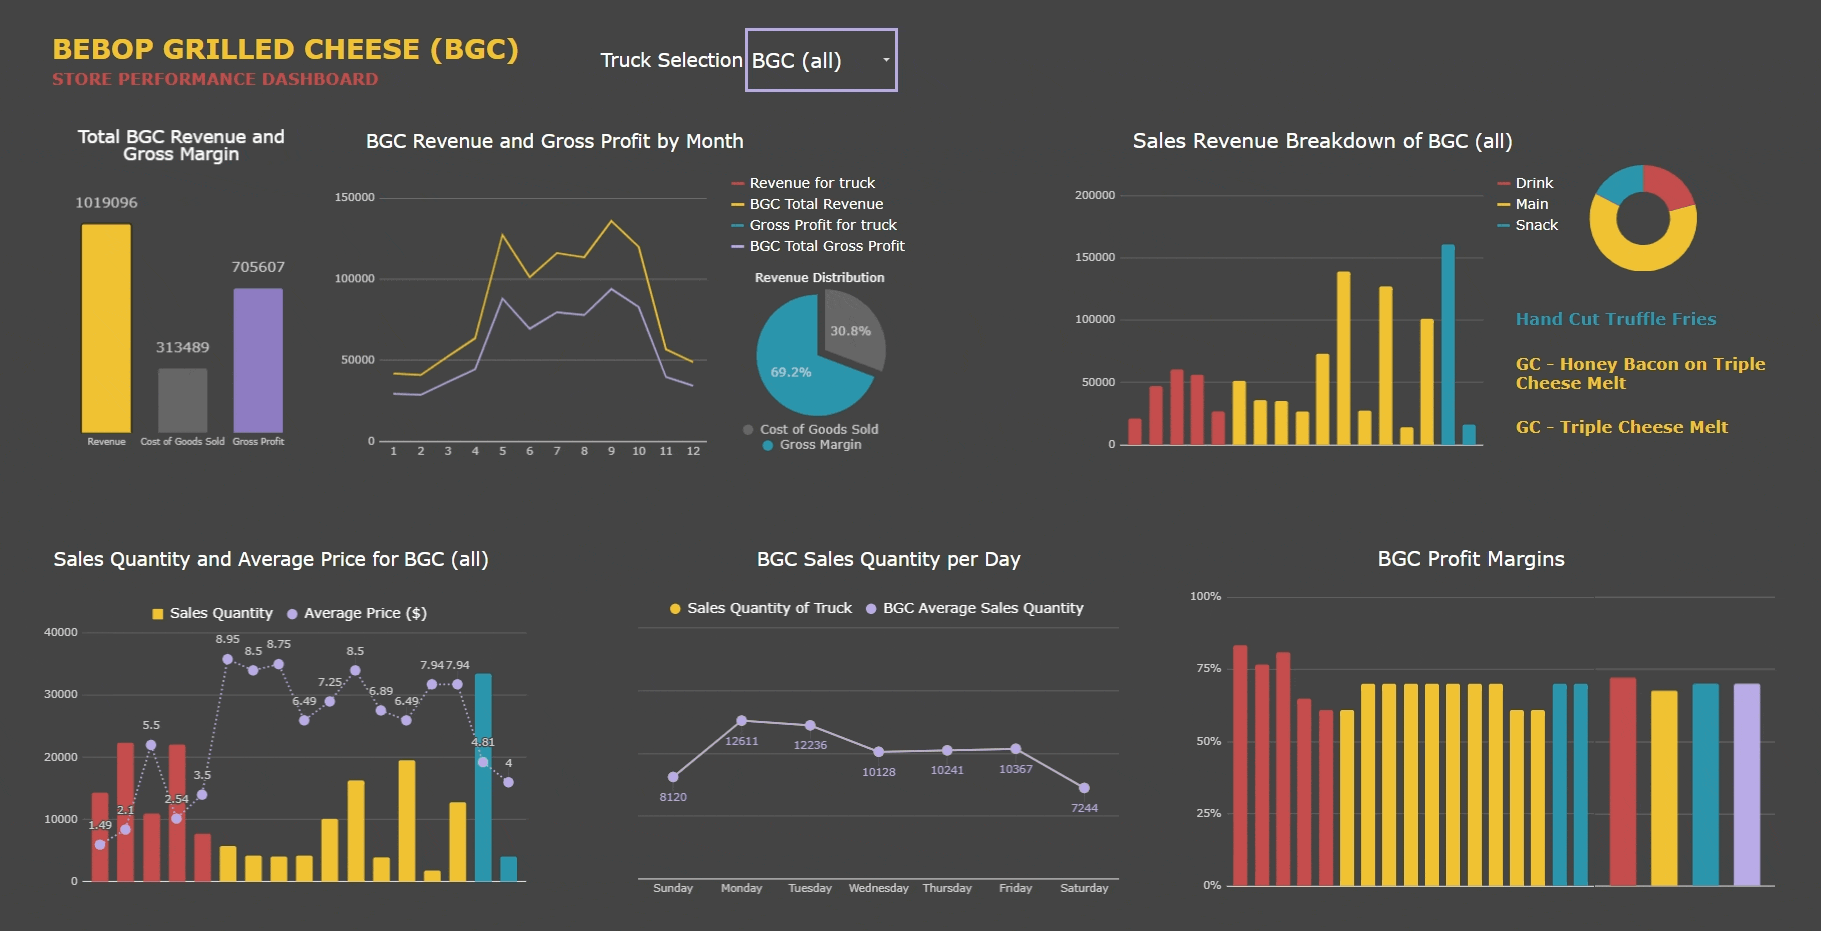 BEBOP GRILLED CHEESE (BGC)
STORE PERFORMANCE DASHBOARD
Truck Selection BGC (all)
Total BGC Revenue and
Gross Margin
1019096
313489
705607
Revenue
Cost of Goods Sold
Gross Profit
BGC Revenue and Gross Profit by Month
150000
100000
50000
0
1 2 3 4 5 6 7 8 9 10 11 12
Revenue for truck
BGC Total Revenue
Gross Profit for truck
BGC Total Gross Profit
Revenue Distribution
30.8%
69.2%
Cost of Goods Sold
Gross Margin
Sales Revenue Breakdown of BGC (all)
200000
150000
100000
50000
0
Drink
Main
Snack
Hand Cut Truffle Fries
GC - Honey Bacon on Triple
Cheese Melt
GC - Triple Cheese Melt
Sales Quantity and Average Price for BGC (all)
Sales Quantity
Average Price ($)
40000
30000
20000
10000
0
1.49
2.1
5.5
2.54
3.5
8.95
8.5
8.75
6.49
7.25
8.5
6.89
6.49
7.94
7.94
4.81
4
BGC Sales Quantity per Day
Sales Quantity of Truck
BGC Average Sales Quantity
8120
12611
12236
10128
10241
10367
7244
Sunday Monday Tuesday Wednesday Thursday Friday Saturday
BGC Profit Margins
100%
75%
50%
25%
0%